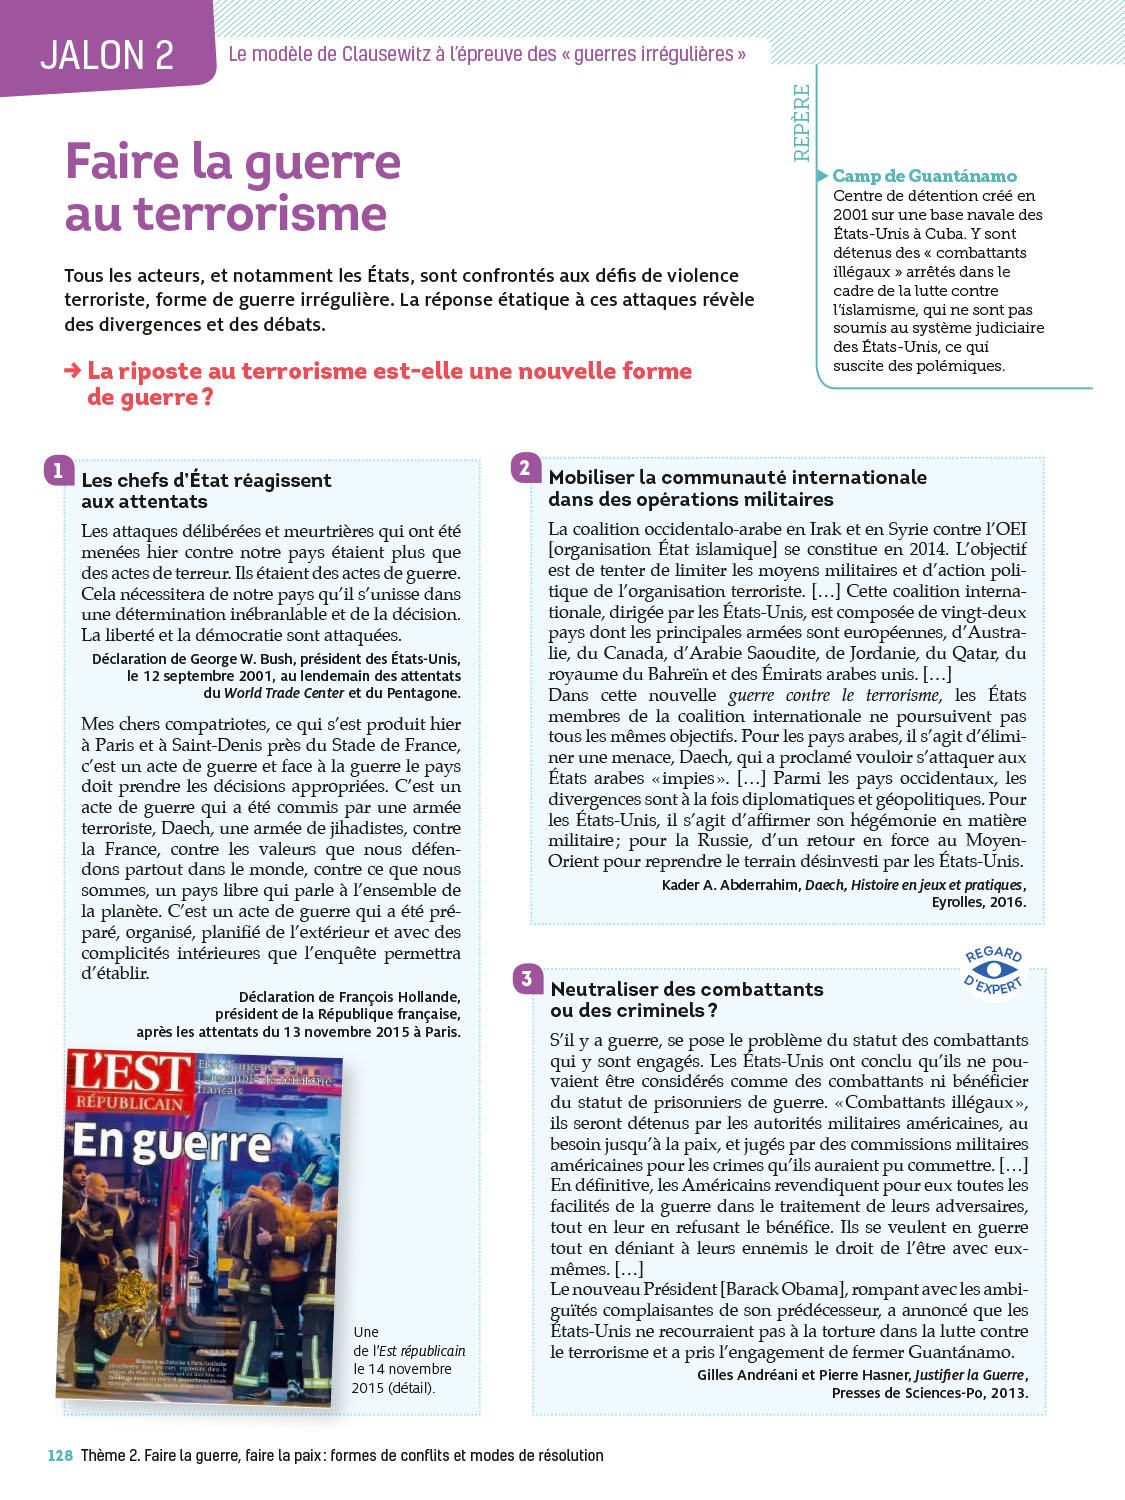 JALON 2
Le modèle de Clausewitz à l’épreuve des « guerres irrégulières »
Faire la guerre
au terrorisme
Tous les acteurs, et notamment les États, sont confrontés aux défis de violence
terroriste, forme de guerre irrégulière. La réponse étatique à ces attaques révèle
des divergences et des débats.
→ La riposte au terrorisme est-elle une nouvelle forme
de guerre ?
REPÈRE
Camp de Guantánamo
Centre de détention créé en
2001 sur une base navale des
États-Unis à Cuba. Y sont
détenus des « combattants
illégaux » arrêtés dans le
cadre de la lutte contre
l’islamisme, qui ne sont pas
soumis au système judiciaire
des États-Unis, ce qui
suscite des polémiques.
1
Les chefs d’État réagissent
aux attentats
Les attaques délibérées et meurtrières qui ont été
menées hier contre notre pays étaient plus que
des actes de terreur. Ils étaient des actes de guerre.
Cela nécessitera de notre pays qu’il s’unisse dans
une détermination inébranlable et de la décision.
La liberté et la démocratie sont attaquées.
Déclaration de George W. Bush, président des États-Unis,
le 12 septembre 2001, au lendemain des attentats
du World Trade Center et du Pentagone.
Mes chers compatriotes, ce qui s’est produit hier
à Paris et à Saint-Denis près du Stade de France,
c’est un acte de guerre et face à la guerre le pays
doit prendre les décisions appropriées. C’est un
acte de guerre qui a été commis par une armée
terroriste, Daech, une armée de jihadistes, contre
la France, contre les valeurs que nous défen-
dons partout dans le monde, contre ce que nous
sommes, un pays libre qui parle à l’ensemble de
la planète. C’est un acte de guerre qui a été pré-
paré, organisé, planifié de l’extérieur et avec des
complicités intérieures que l’enquête permettra
d’établir.
Déclaration de François Hollande,
président de la République française,
après les attentats du 13 novembre 2015 à Paris.
L'EST
RÉPUBLICAIN
État d'urgence sur
l'ensemble du territoire
français
En guerre
Une
de l’Est républicain
le 14 novembre
2015 (détail).
2
Mobiliser la communauté internationale
dans des opérations militaires
La coalition occidentalo-arabe en Irak et en Syrie contre l’OEI
[organisation État islamique] se constitue en 2014. L’objectif
est de tenter de limiter les moyens militaires et d’action poli-
tique de l’organisation terroriste. […] Cette coalition interna-
tionale, dirigée par les États-Unis, est composée de vingt-deux
pays dont les principales armées sont européennes, d’Austra-
lie, du Canada, d’Arabie Saoudite, de Jordanie, du Qatar, du
royaume du Bahreïn et des Émirats arabes unis. […]
Dans cette nouvelle guerre contre le terrorisme, les États
membres de la coalition internationale ne poursuivent pas
tous les mêmes objectifs. Pour les pays arabes, il s’agit d’élimi-
ner une menace, Daech, qui a proclamé vouloir s’attaquer aux
États arabes « impies ». […] Parmi les pays occidentaux, les
divergences sont à la fois diplomatiques et géopolitiques. Pour
les États-Unis, il s’agit d’affirmer son hégémonie en matière
militaire ; pour la Russie, d’un retour en force au Moyen-
Orient pour reprendre le terrain désinvesti par les États-Unis.
Kader A. Abderrahim, Daech, Histoire en jeux et pratiques,
Eyrolles, 2016.
REGARD
D'EXPERT
3
Neutraliser des combattants
ou des criminels ?
S’il y a guerre, se pose le problème du statut des combattants
qui y sont engagés. Les États-Unis ont conclu qu’ils ne pou-
vaient être considérés comme des combattants ni bénéficier
du statut de prisonniers de guerre. « Combattants illégaux »,
ils seront détenus par les autorités militaires américaines, au
besoin jusqu’à la paix, et jugés par des commissions militaires
américaines pour les crimes qu’ils auraient pu commettre. […]
En définitive, les Américains revendiquent pour eux toutes les
facilités de la guerre dans le traitement de leurs adversaires,
tout en leur en refusant le bénéfice. Ils se veulent en guerre
tout en déniant à leurs ennemis le droit de l’être avec eux-
mêmes. […]
Le nouveau Président [Barack Obama], rompant avec les ambi-
guïtés complaisantes de son prédécesseur, a annoncé que les
États-Unis ne recourraient pas à la torture dans la lutte contre
le terrorisme et a pris l’engagement de fermer Guantánamo.
Gilles Andréani et Pierre Hasner, Justifier la Guerre,
Presses de Sciences-Po, 2013.
128 Thème 2. Faire la guerre, faire la paix : formes de conflits et modes de résolution